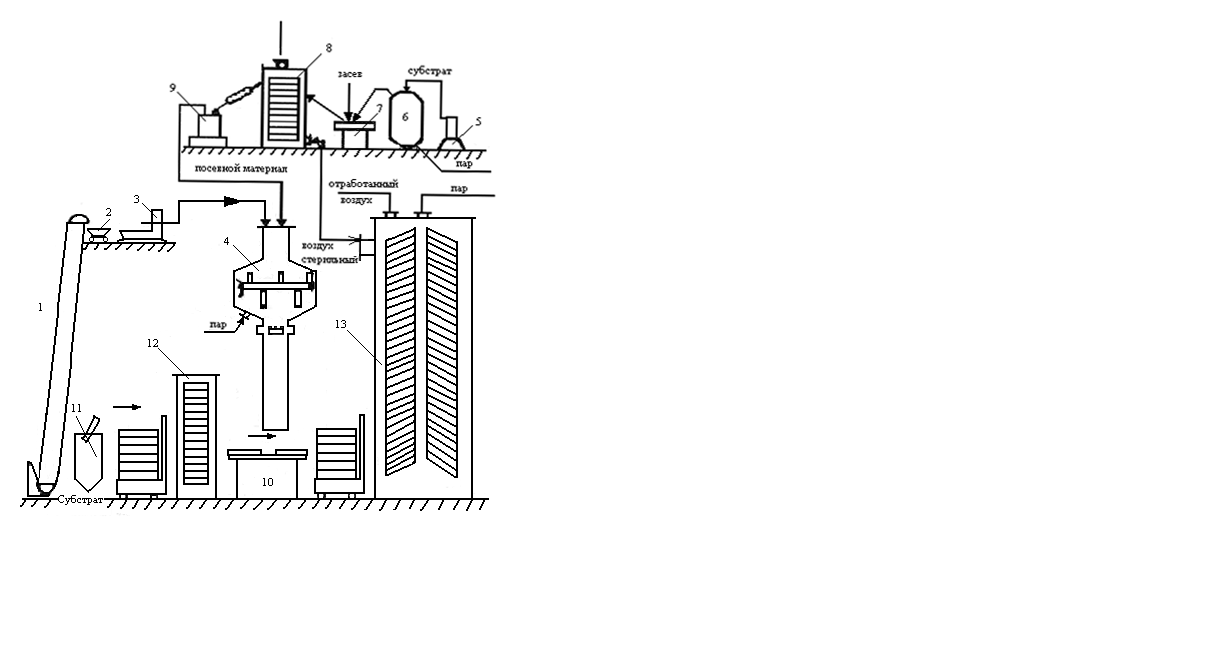 8
субстрат
засев
9
7
6
5
пар
посевной материал
отработанный
воздух
пар
3
2
4
воздух
стерильный
1
пар
13
12
11
10
Субстрат